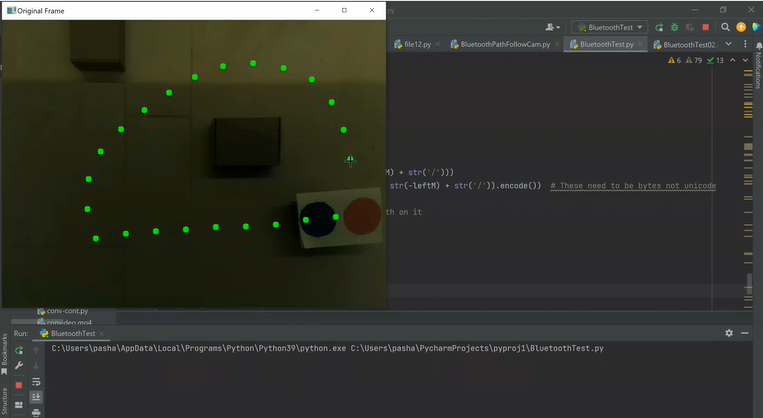 Original Frame
.py
BluetoothTest
file12.py
BluetoothPathFollowCam.py
BluetoothTest.py
BluetoothTest02.
6 79 13
Notifications
M) + str('/')))
str(-leftM) + str('/')).encode()) # These need to be bytes not unicode
th on it
conv-cont.py
convideo.mp4
Run: BluetoothTest
C:\Users\pasha\AppData\Local\Programs\Python\Python39\python.exe C:\Users\pasha\PycharmProjects\pyproj1\BluetoothTest.py
Bookmarks
Structure